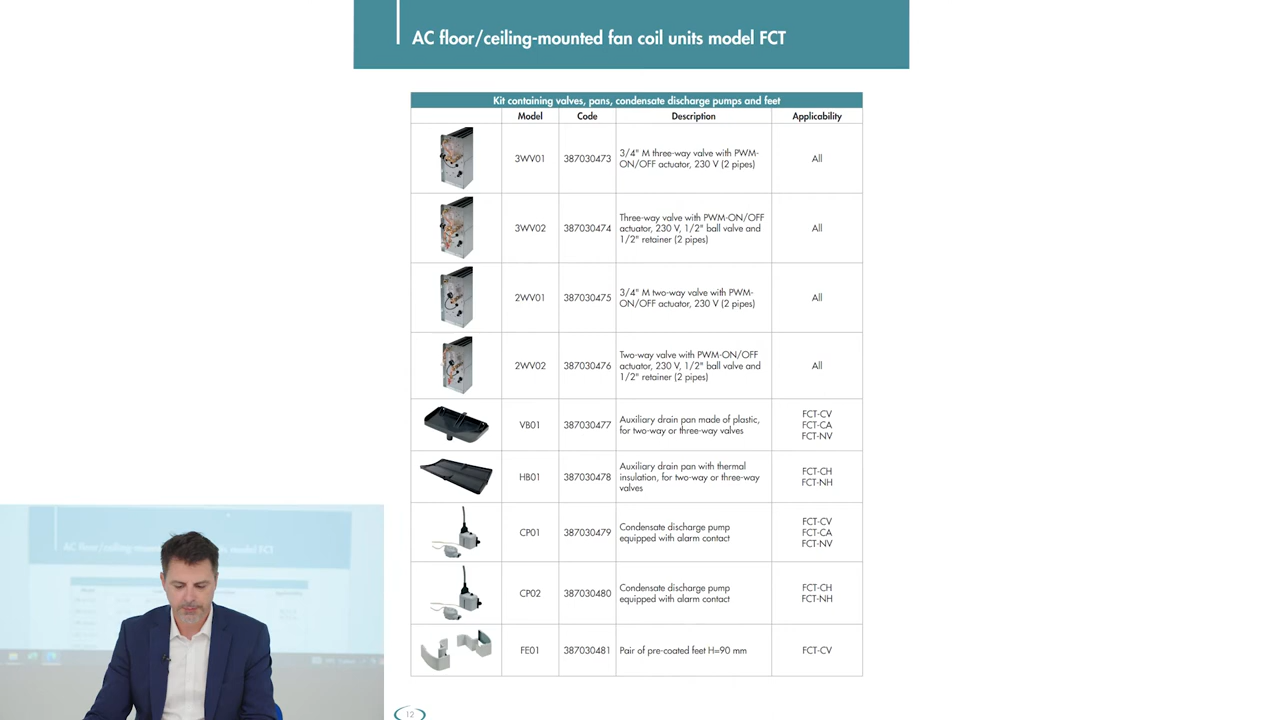 AC floor/ceiling-mounted fan coil units model FCT
Kit containing valves, pans, condensate discharge pumps and feet
Model Code Description Applicability
3WV01 387030473 3/4" M three-way valve with PWM-
ON/OFF actuator, 230 V (2 pipes) All
3WV02 387030474 Three-way valve with PWM-ON/OFF
actuator, 230 V, 1/2" ball valve and
1/2" retainer (2 pipes) All
2WV01 387030475 3/4" M two-way valve with PWM-
ON/OFF actuator, 230 V (2 pipes) All
2WV02 387030476 Two-way valve with PWM-ON/OFF
actuator, 230 V, 1/2" ball valve and
1/2" retainer (2 pipes) All
VB01 387030477 Auxiliary drain pan made of plastic,
for two-way or three-way valves
FCT-CV
FCT-CA
FCT-NV
HB01 387030478 Auxiliary drain pan with thermal
insulation, for two-way or three-way
valves
FCT-CH
FCT-NH
CP01 387030479 Condensate discharge pump
equipped with alarm contact
FCT-CV
FCT-CA
FCT-NV
CP02 387030480 Condensate discharge pump
equipped with alarm contact
FCT-CH
FCT-NH
FE01 387030481 Pair of pre-coated feet H=90 mm FCT-CV
12
AC floor/ceiling-moun
s model FCT